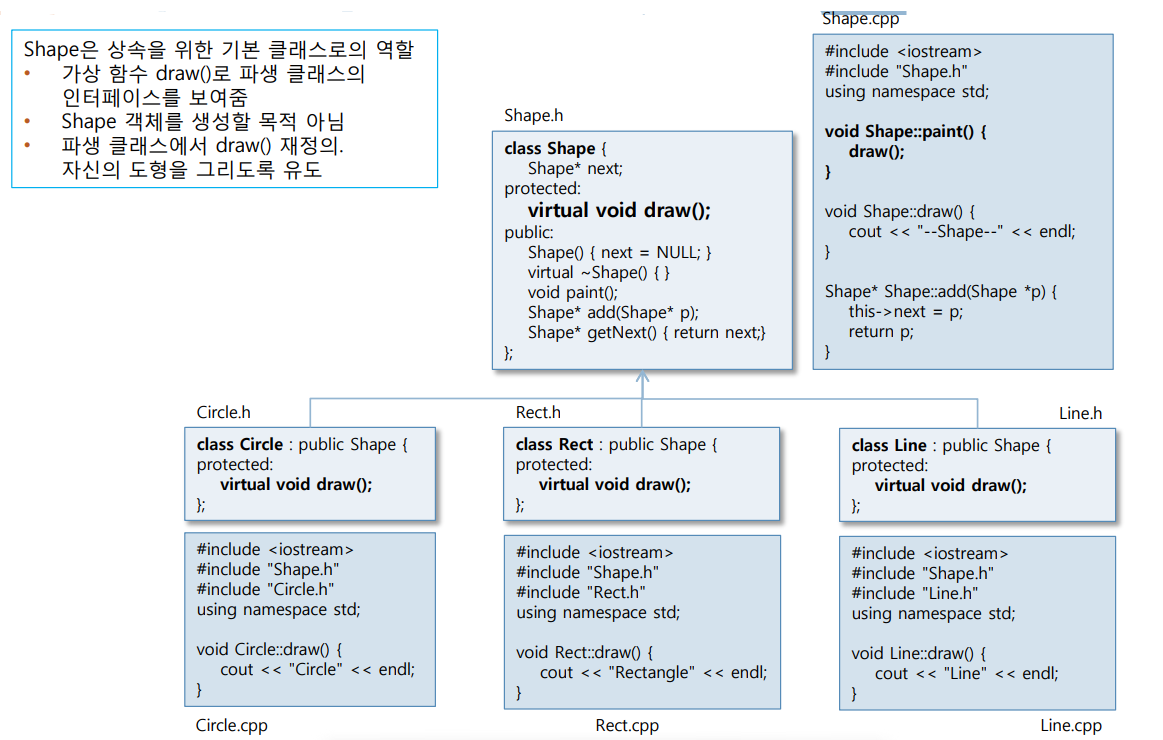 Shape은 상속을 위한 기본 클래스로의 역할
• 가상 함수 draw()로 파생 클래스의
인터페이스를 보여줌
• Shape 객체를 생성할 목적 아님
• 파생 클래스에서 draw() 재정의.
자신의 도형을 그리도록 유도
Shape.h
class Shape {
Shape* next;
protected:
virtual void draw();
public:
Shape() { next = NULL; }
virtual ~Shape() { }
void paint();
Shape* add(Shape* p);
Shape* getNext() { return next;}
};
Shape.cpp
#include <iostream>
#include "Shape.h"
using namespace std;
void Shape::paint() {
draw();
}
void Shape::draw() {
cout << "--Shape--" << endl;
}
Shape* Shape::add(Shape *p) {
this->next = p;
return p;
}
Circle.h
class Circle : public Shape {
protected:
virtual void draw();
};
#include <iostream>
#include "Shape.h"
#include "Circle.h"
using namespace std;
void Circle::draw() {
cout << "Circle" << endl;
}
Circle.cpp
Rect.h
class Rect : public Shape {
protected:
virtual void draw();
};
#include <iostream>
#include "Shape.h"
#include "Rect.h"
using namespace std;
void Rect::draw() {
cout << "Rectangle" << endl;
}
Rect.cpp
Line.h
class Line : public Shape {
protected:
virtual void draw();
};
#include <iostream>
#include "Shape.h"
#include "Line.h"
using namespace std;
void Line::draw() {
cout << "Line" << endl;
}
Line.cpp